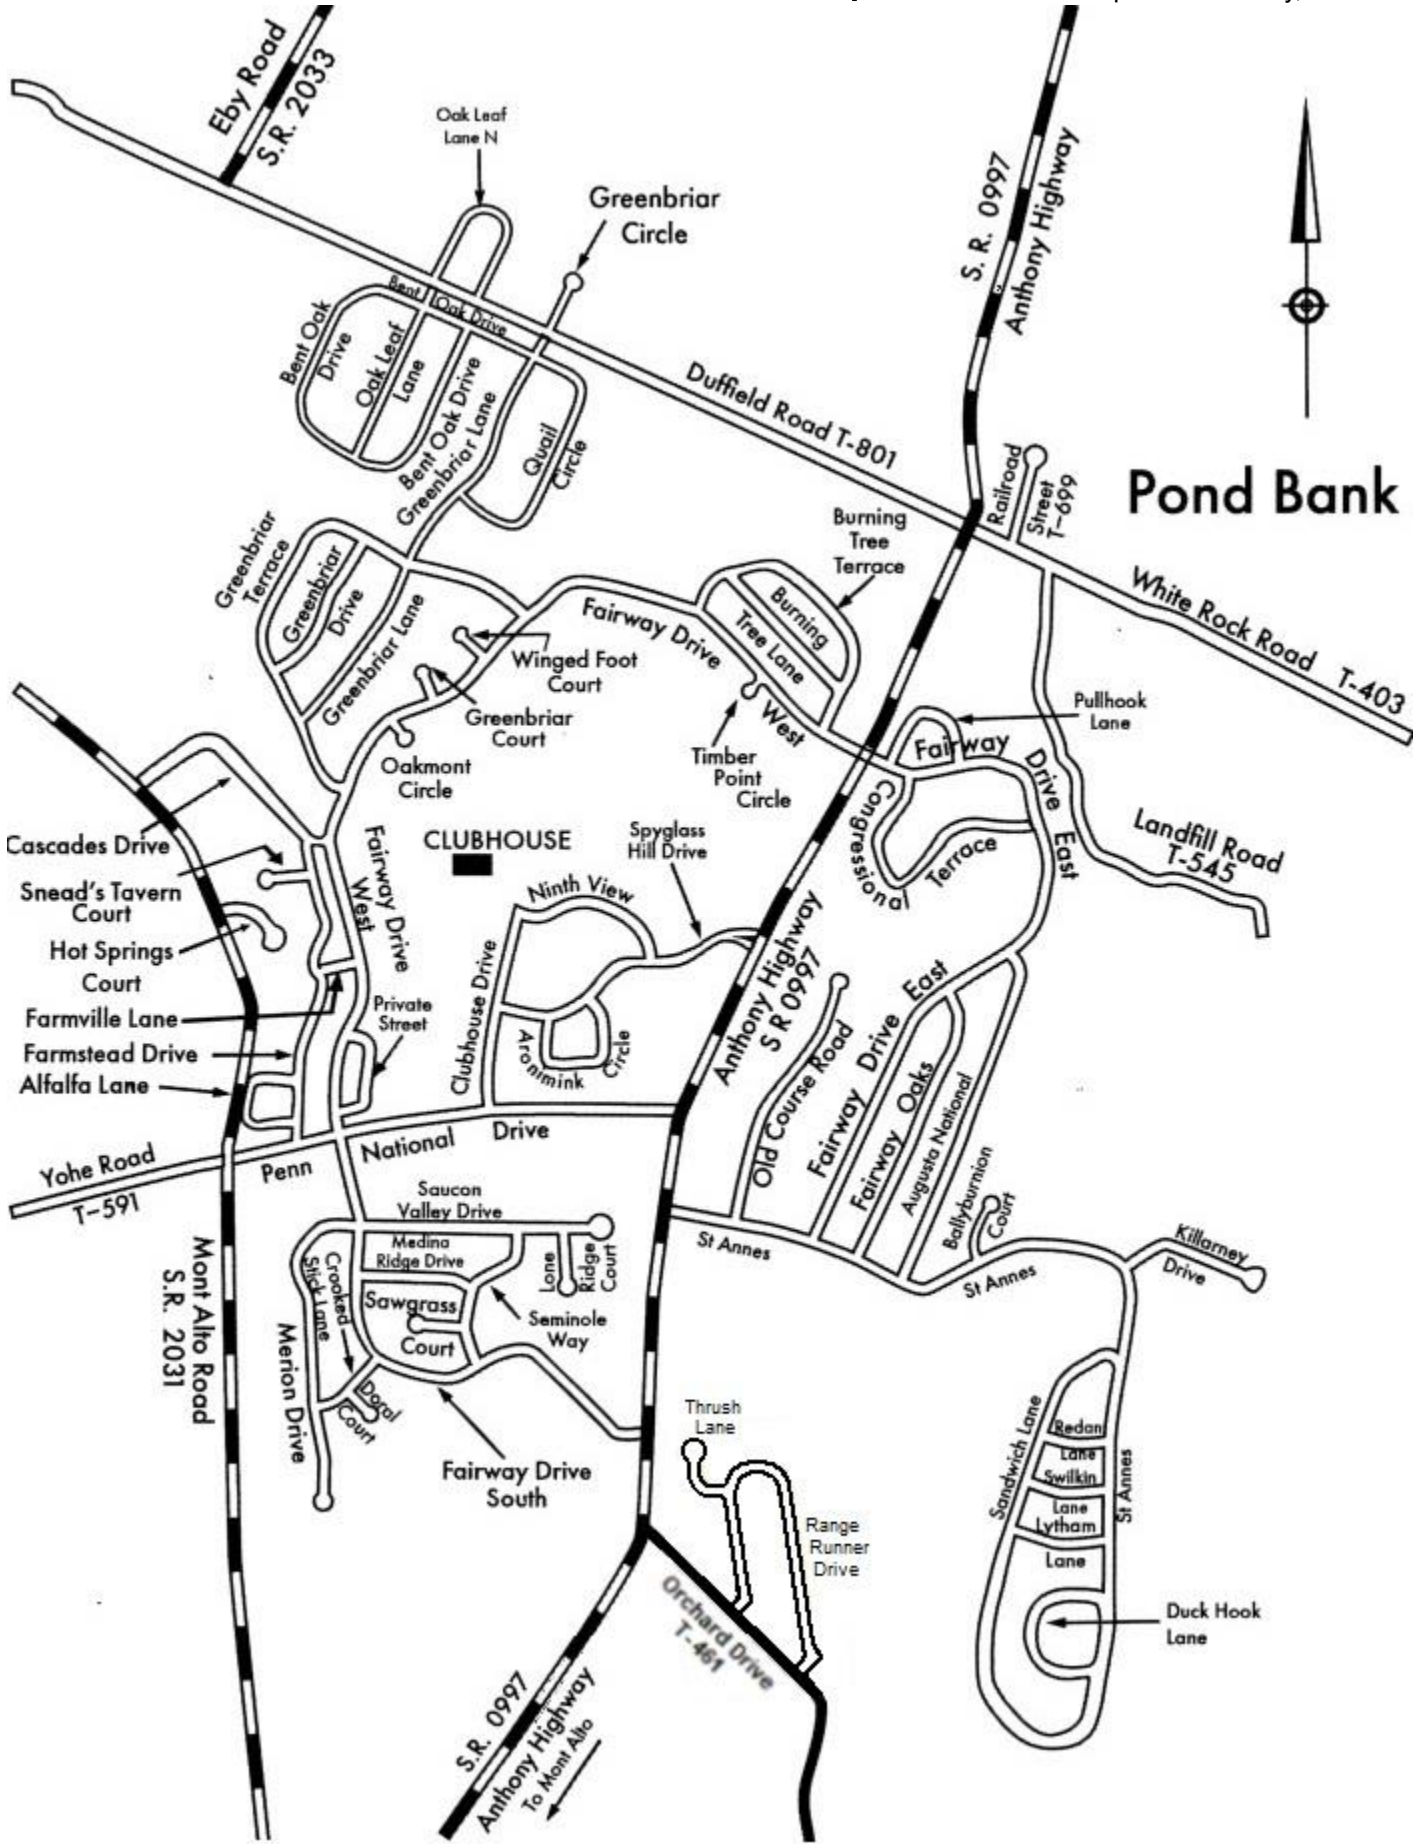 Eby Road
S.R. 2033
Oak Leaf
Lane N
Greenbriar
Circle
S. R. 0997
Anthony Highway
Bent
Oak Drive
Bent Oak
Drive
Oak Leaf
Lane
Bent Oak Drive
Greenbriar Lane
Quail
Circle
Duffield Road T-801
Railroad
Street
T-699
Pond Bank
Burning
Tree
Terrace
White Rock Road T-403
Greenbriar
Terrace
Greenbriar
Drive
Greenbriar Lane
Fairway Drive
West
Burning
Tree Lane
Winged Foot
Court
Greenbriar
Court
Oakmont
Circle
Timber
Point
Circle
Pullhook
Lane
Fairway
Drive
East
Congressional
Terrace
Landfill Road
T-545
Cascades Drive
Snead's Tavern
Court
Hot Springs
Court
Farmville Lane
Farmstead Drive
Alfalfa Lane
Fairway Drive
West
CLUBHOUSE
Spyglass
Hill Drive
Ninth View
Clubhouse Drive
Private
Street
Aronimink
Circle
Anthony Highway
S R 0997
Old Course Road
Fairway Drive
East
Fairway Oaks
Augusta National
Ballyburnion
Court
Yohe Road
T-591
Penn
National
Drive
Saucon
Valley Drive
Medina
Ridge Drive
Lone
Ridge
Court
St Annes
St Annes
Killarney
Drive
Crooked
Stick Lane
Sawgrass
Court
Seminole
Way
Mont Alto Road
S.R. 2031
Merion Drive
Doral
Court
Fairway Drive
South
Thrush
Lane
Range
Runner
Drive
Sandwich Lane
Redan
Lane
Swilkin
Lane
Lytham
Lane
St Annes
Duck Hook
Lane
Orchard Drive
T-461
S.R. 0997
Anthony Highway
To Mont Alto